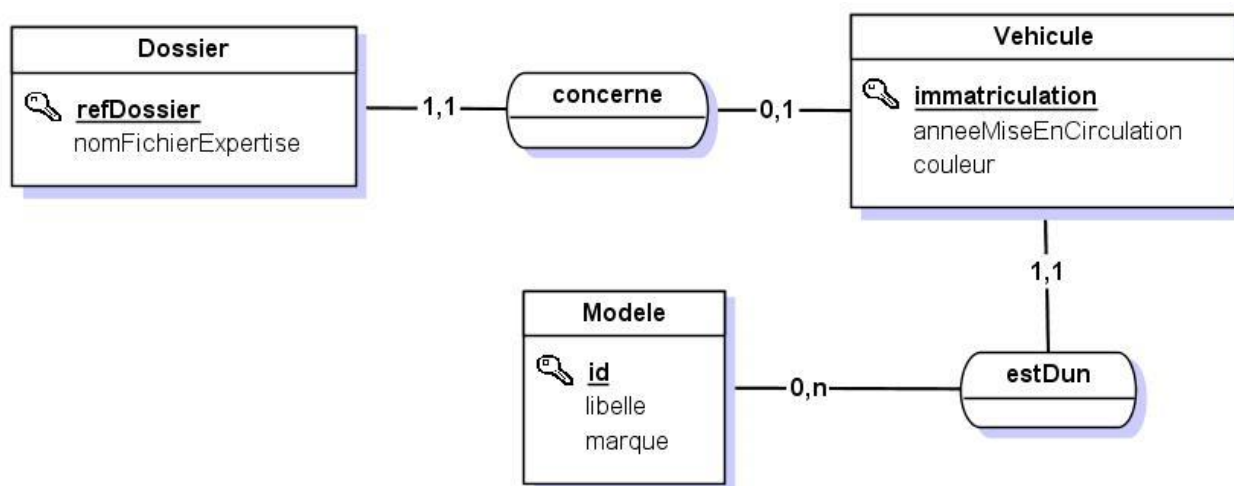 Dossier
refDossier
nomFichierExpertise
1,1
concerne
0,1
Vehicule
immatriculation
anneeMiseEnCirculation
couleur
1,1
Modele
id
libelle
marque
0,n
estDun